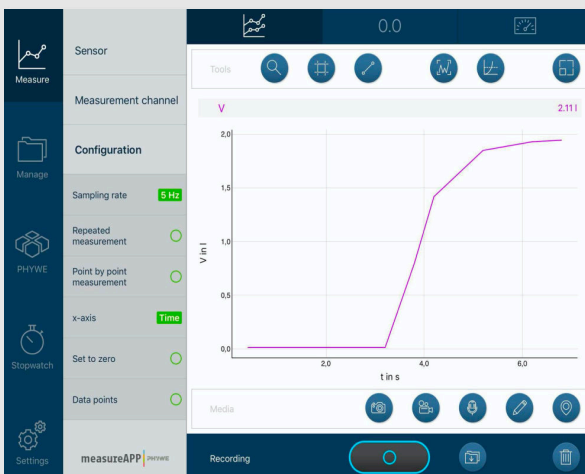 0.0
Measure
Manage
PHYWE
Stopwatch
Settings
Sensor
Measurement channel
Configuration
Sampling rate 5 Hz
Repeated
measurement
Point by point
measurement
x-axis Time
Set to zero
Data points
measureAPP PHYWE
Tools
V 2.11 l
2,0
1,5
1,0
0,5
0,0
V in l
2,0 4,0 6,0
t in s
Media
Recording